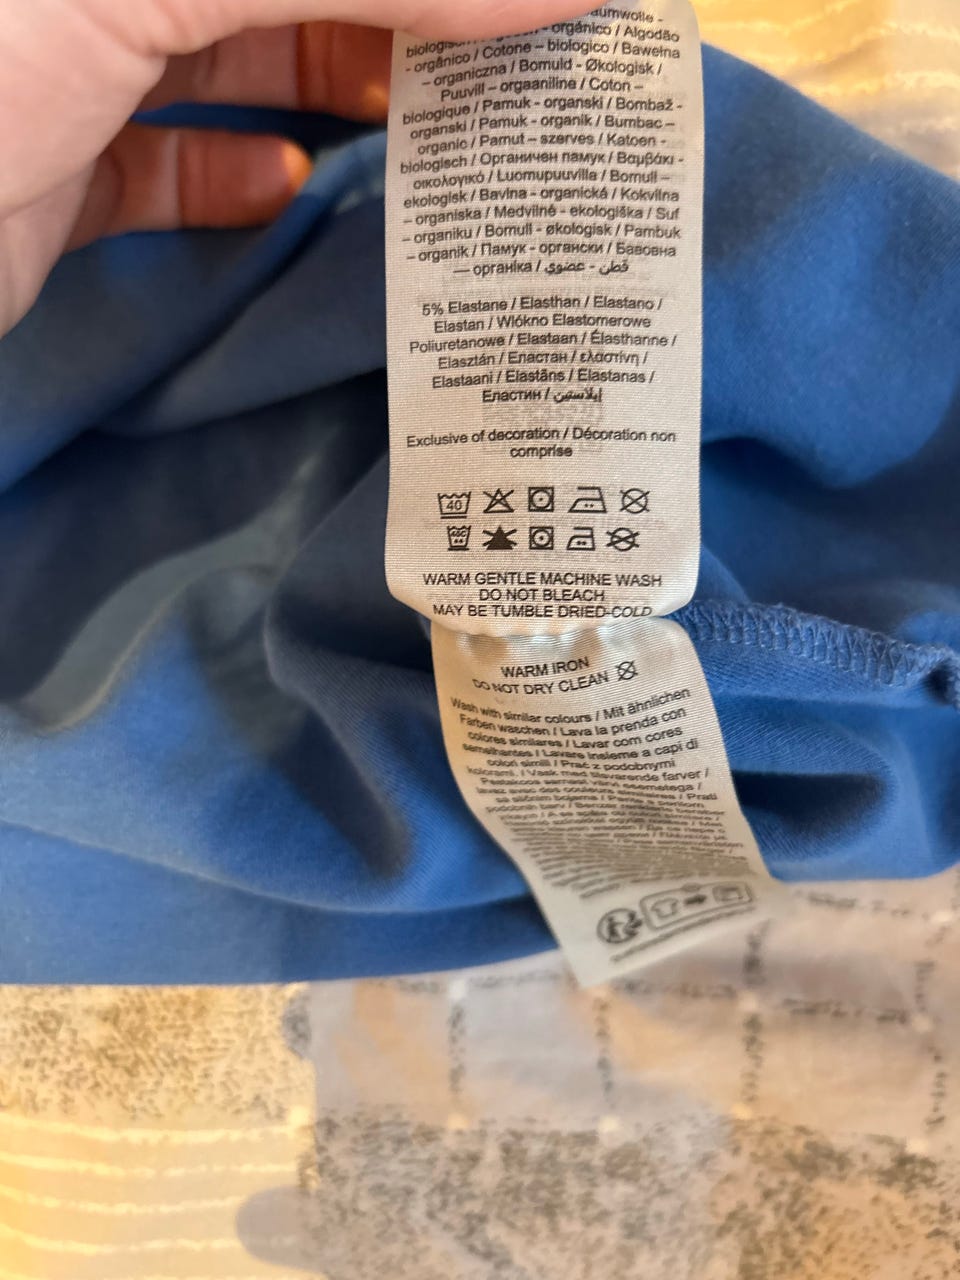 aumwolle -
orgánico / Algodão
- orgânico / Cotone – biologico / Bawełna
– organiczna / Bomuld - Økologisk /
Puuvill – orgaaniline / Coton –
biologique / Pamuk - organski / Bombaž -
organski / Pamuk - organik / Bumbac –
organic / Pamut – szerves / Katoen -
biologisch / Органичен памук / Βαμβάκι -
οικολογικό / Luomupuuvilla / Bomull –
ekologisk / Bavlna - organická / Kokvilna
– organiska / Medvilnė - ekologiška / Suf
– organiku / Bomull - økologisk / Pambuk
– organik / Памук - органски / Бавовна
— органіка / قطن - عضوي
5% Elastane / Elasthan / Elastano /
Elastan / Włókno Elastomerowe
Poliuretanowe / Elastaan / Élasthanne /
Elasztán / Еластан / ελαστίνη /
Elastaani / Elastāns / Elastanas /
Еластин / إيلاستين
Exclusive of decoration / Décoration non
comprise
40
WARM GENTLE MACHINE WASH
DO NOT BLEACH
MAY BE TUMBLE DRIED-COLD
WARM IRON
DO NOT DRY CLEAN
Wash with similar colours / Mit ähnlichen
Farben waschen / Lava la prenda con
colores similares / Lavar com cores
semelhantes / Lavare insieme a capi di
colori simili / Prać z podobnymi
kolorami. / Vask med tilsvarende farver /